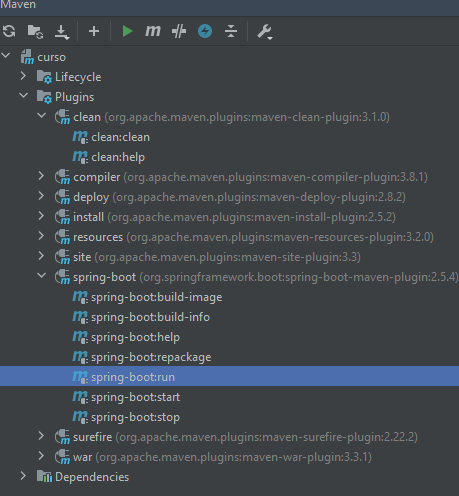 Maven
curso
Lifecycle
Plugins
clean (org.apache.maven.plugins:maven-clean-plugin:3.1.0)
clean:clean
clean:help
compiler (org.apache.maven.plugins:maven-compiler-plugin:3.8.1)
deploy (org.apache.maven.plugins:maven-deploy-plugin:2.8.2)
install (org.apache.maven.plugins:maven-install-plugin:2.5.2)
resources (org.apache.maven.plugins:maven-resources-plugin:3.2.0)
site (org.apache.maven.plugins:maven-site-plugin:3.3)
spring-boot (org.springframework.boot:spring-boot-maven-plugin:2.5.4)
spring-boot:build-image
spring-boot:build-info
spring-boot:help
spring-boot:repackage
spring-boot:run
spring-boot:start
spring-boot:stop
surefire (org.apache.maven.plugins:maven-surefire-plugin:2.22.2)
war (org.apache.maven.plugins:maven-war-plugin:3.3.1)
Dependencies